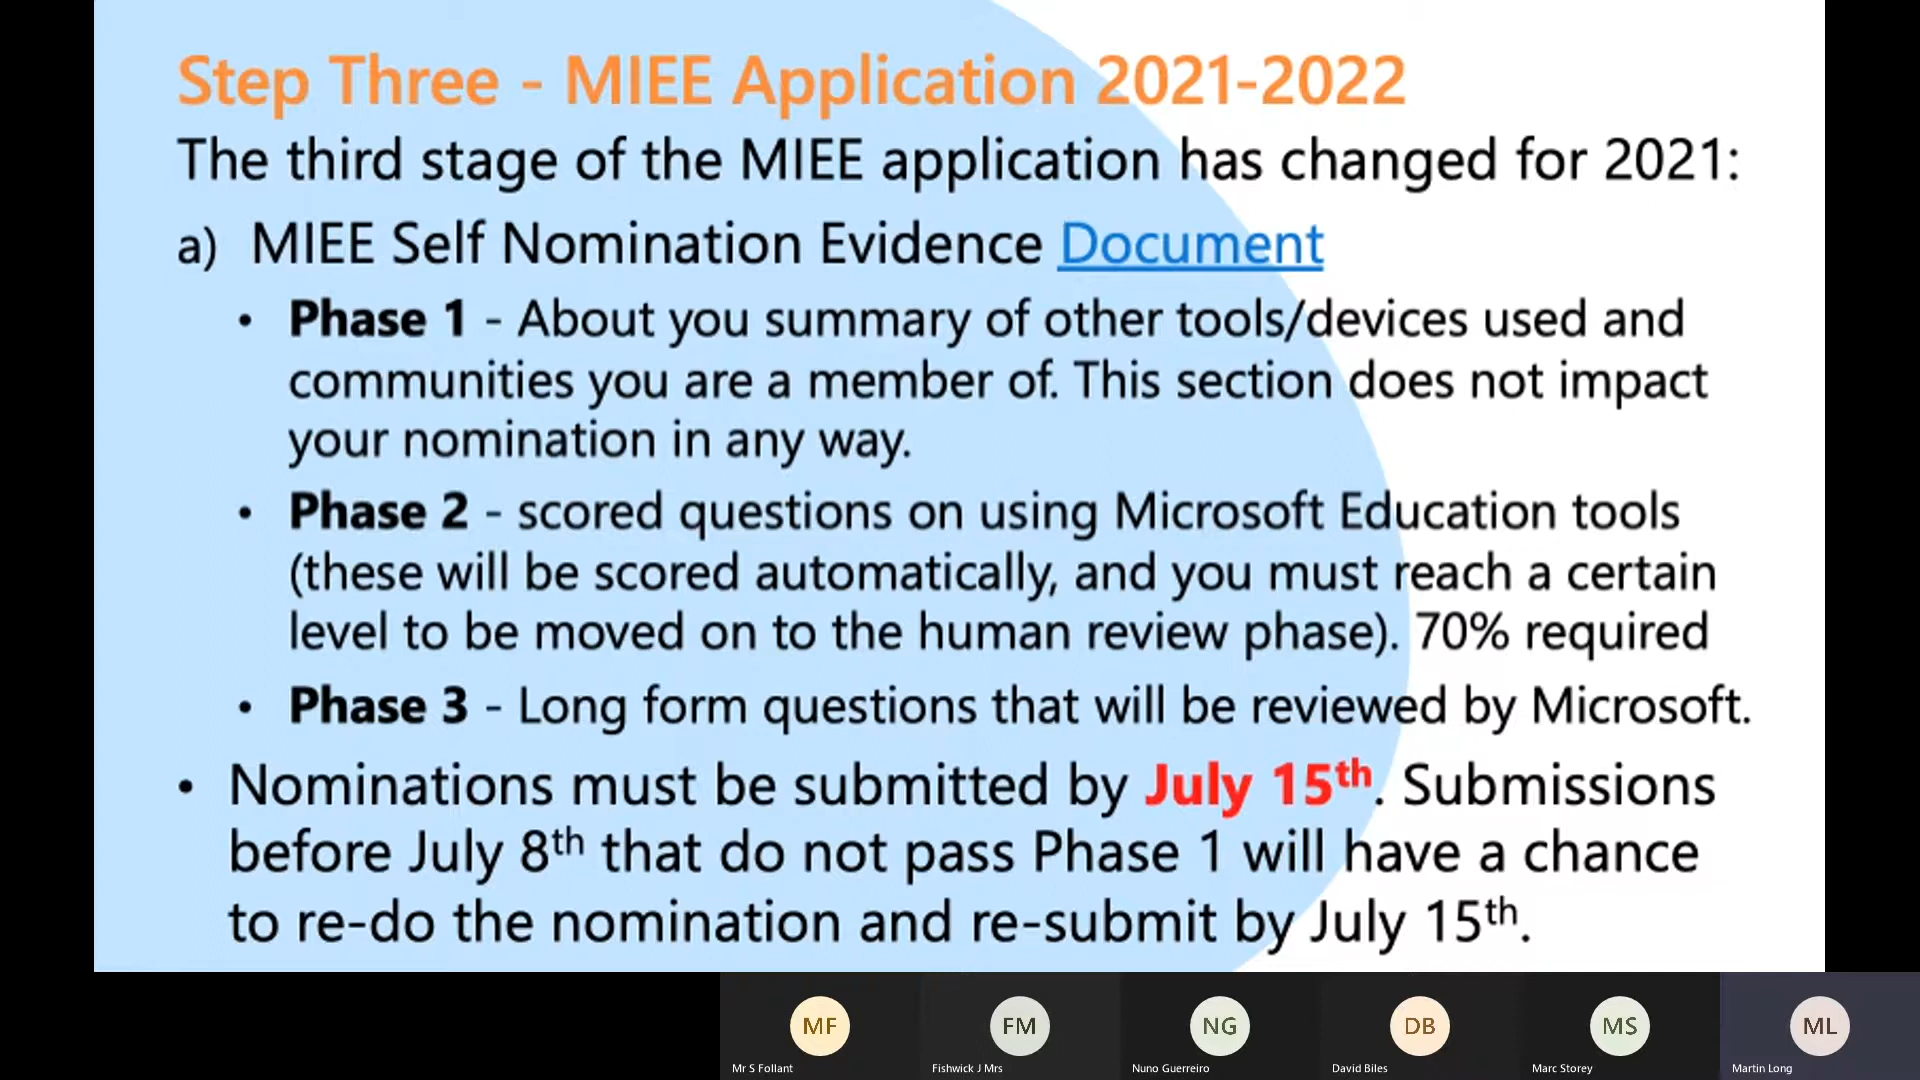 Step Three - MIEE Application 2021-2022
The third stage of the MIEE application has changed for 2021:
a) MIEE Self Nomination Evidence Document
• Phase 1 - About you summary of other tools/devices used and
communities you are a member of. This section does not impact
your nomination in any way.
• Phase 2 - scored questions on using Microsoft Education tools
(these will be scored automatically, and you must reach a certain
level to be moved on to the human review phase). 70% required
• Phase 3 - Long form questions that will be reviewed by Microsoft.
• Nominations must be submitted by July 15th. Submissions
before July 8th that do not pass Phase 1 will have a chance
to re-do the nomination and re-submit by July 15th.
MF FM NG DB MS ML
Mr S Follant Fishwick J Mrs Nuno Guerreiro David Biles Marc Storey Martin Long